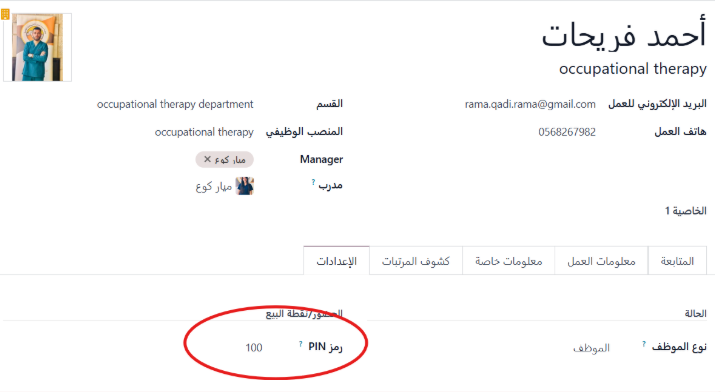 أحمد فريحات
occupational therapy
البريد الإلكتروني للعمل rama.qadi.rama@gmail.com
القسم occupational therapy department
هاتف العمل 0568267982
المنصب الوظيفي occupational therapy
Manager ميار كوع ×
مدرب ? ميار كوع
الخاصية 1
المتابعة معلومات العمل معلومات خاصة كشوف المرتبات الإعدادات
الحالة الحضور/نقطة البيع
نوع الموظف ? الموظف رمز PIN ? 100